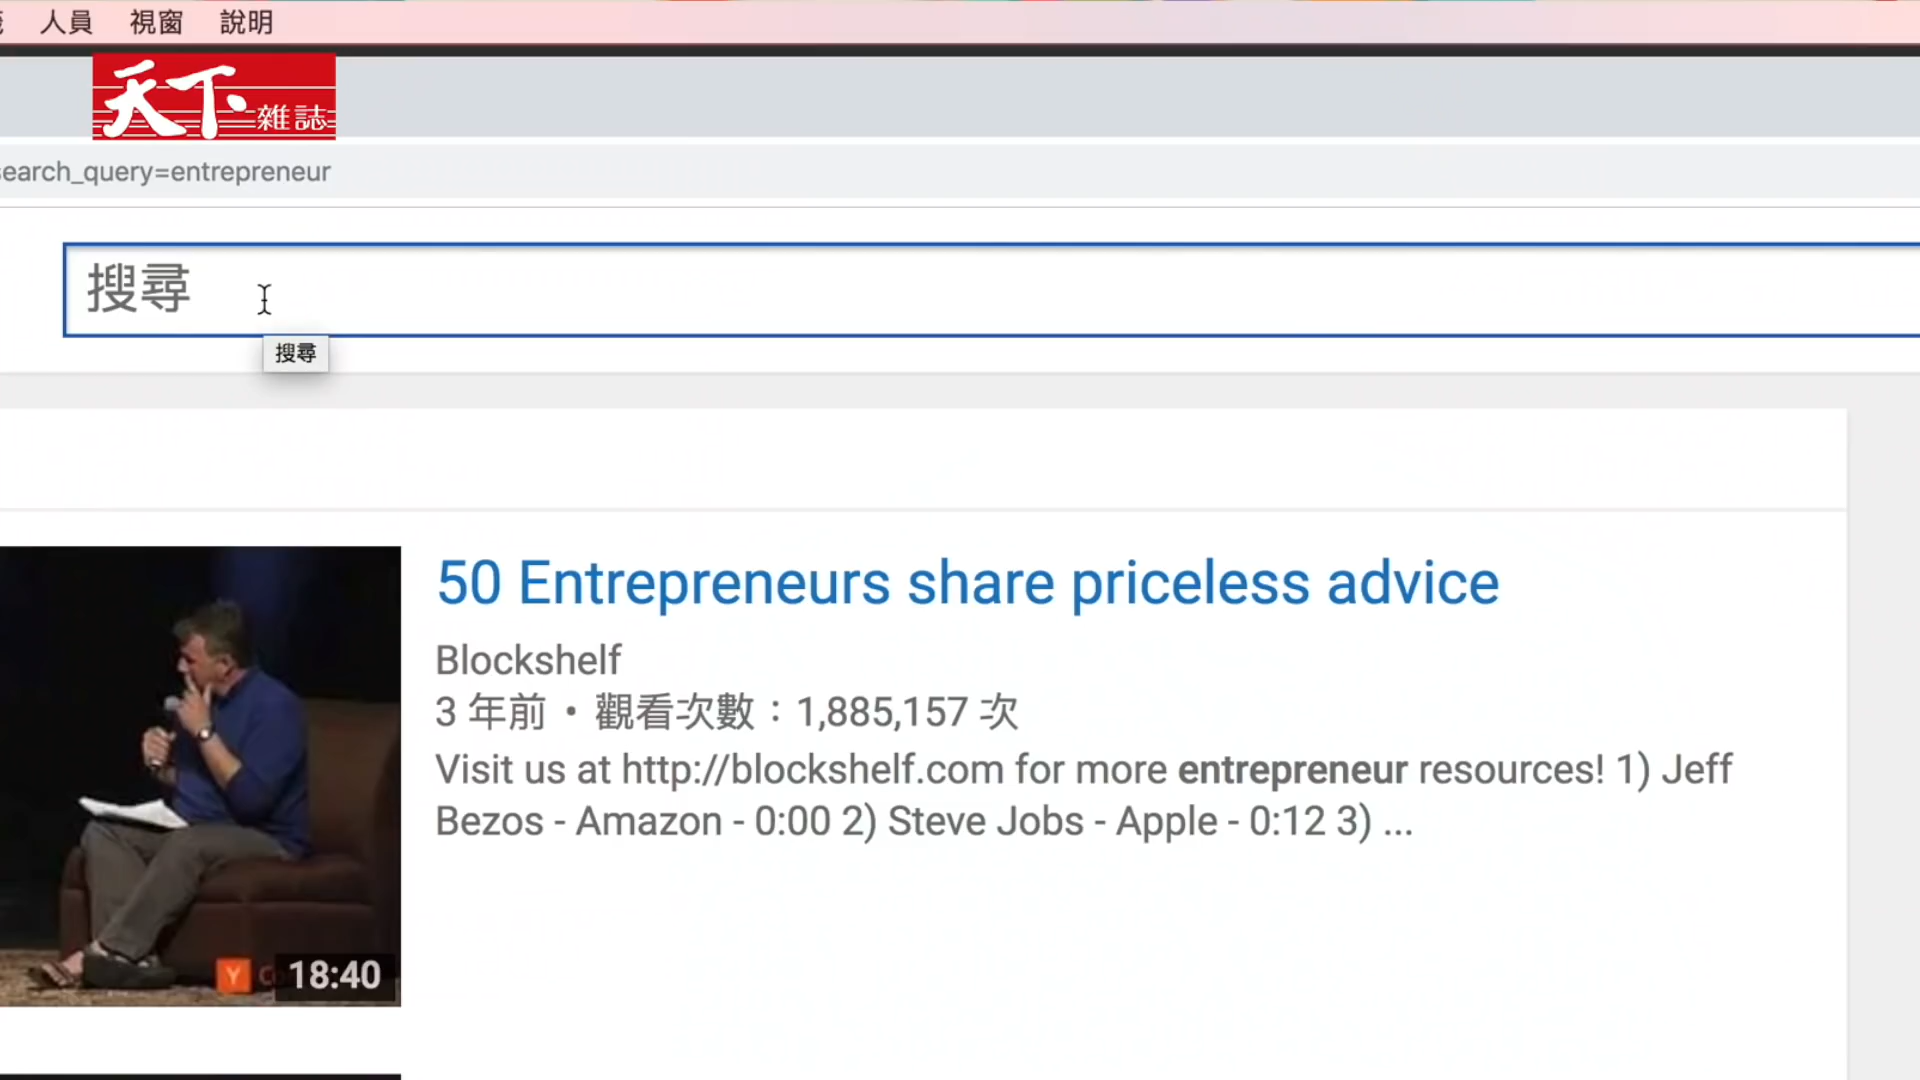 人員 視窗 說明
天下雜誌
search_query=entrepreneur
搜尋
搜尋
50 Entrepreneurs share priceless advice
Blockshelf
3 年前 • 觀看次數：1,885,157 次
Visit us at http://blockshelf.com for more entrepreneur resources! 1) Jeff
Bezos - Amazon - 0:00 2) Steve Jobs - Apple - 0:12 3) ...
Y
18:40